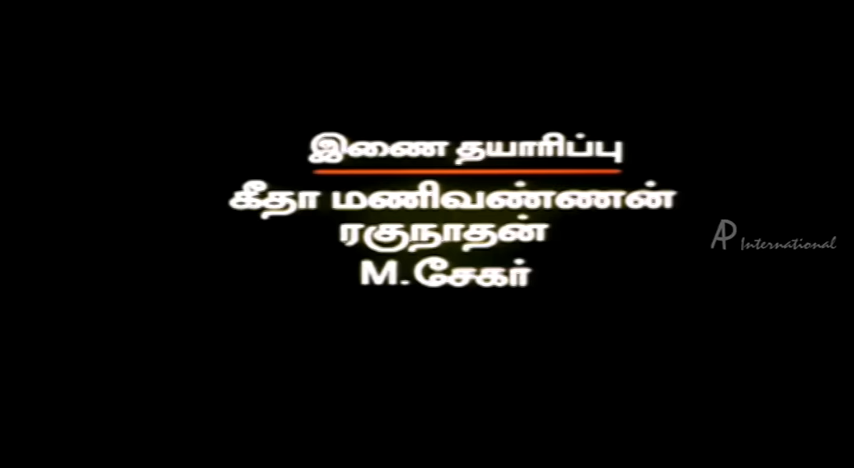 இணை தயாரிப்பு
கீதா மணிவண்ணன்
ரகுநாதன்
M. சேகர்
AP International